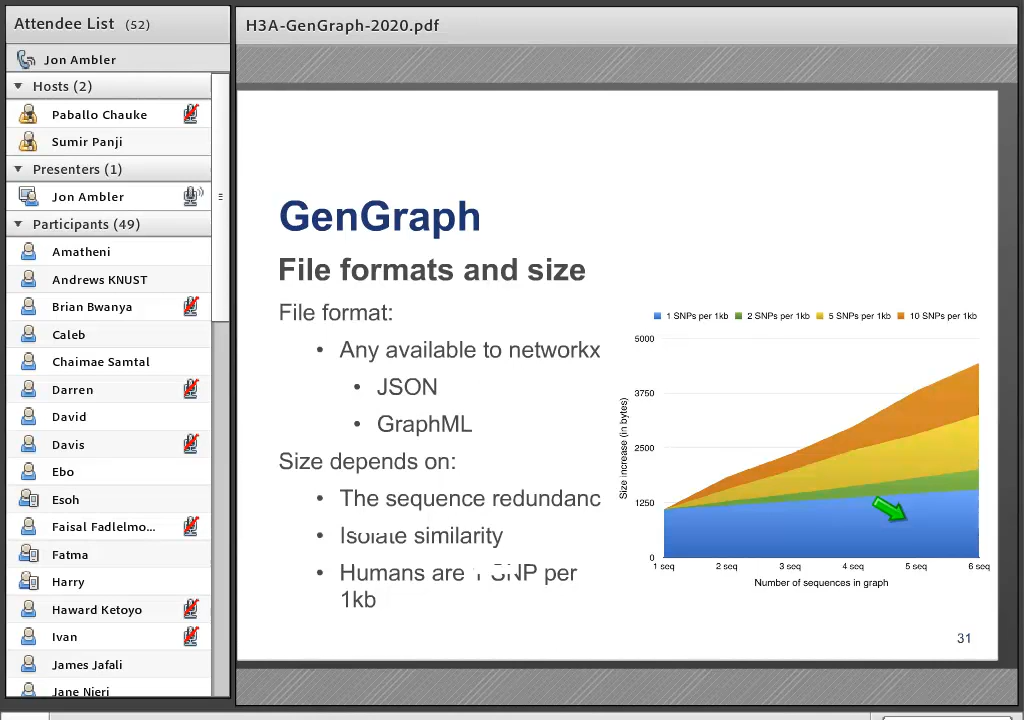 Attendee List (52)
Jon Ambler
Hosts (2)
Paballo Chauke
Sumir Panji
Presenters (1)
Jon Ambler
Participants (49)
Amatheni
Andrews KNUST
Brian Bwanya
Caleb
Chaimae Samtal
Darren
David
Davis
Ebo
Esoh
Faisal Fadlelmo...
Fatma
Harry
Haward Ketoyo
Ivan
James Jafali
Jane Njeri
H3A-GenGraph-2020.pdf
GenGraph
File formats and size
File format:
• Any available to networkx
• JSON
• GraphML
Size depends on:
• The sequence redundanc
• Isolate similarity
• Humans are 1 SNP per
1kb
1 SNPs per 1kb 2 SNPs per 1kb 5 SNPs per 1kb 10 SNPs per 1kb
5000
3750
2500
1250
0
Size increase (in bytes)
1 seq 2 seq 3 seq 4 seq 5 seq 6 seq
Number of sequences in graph
31